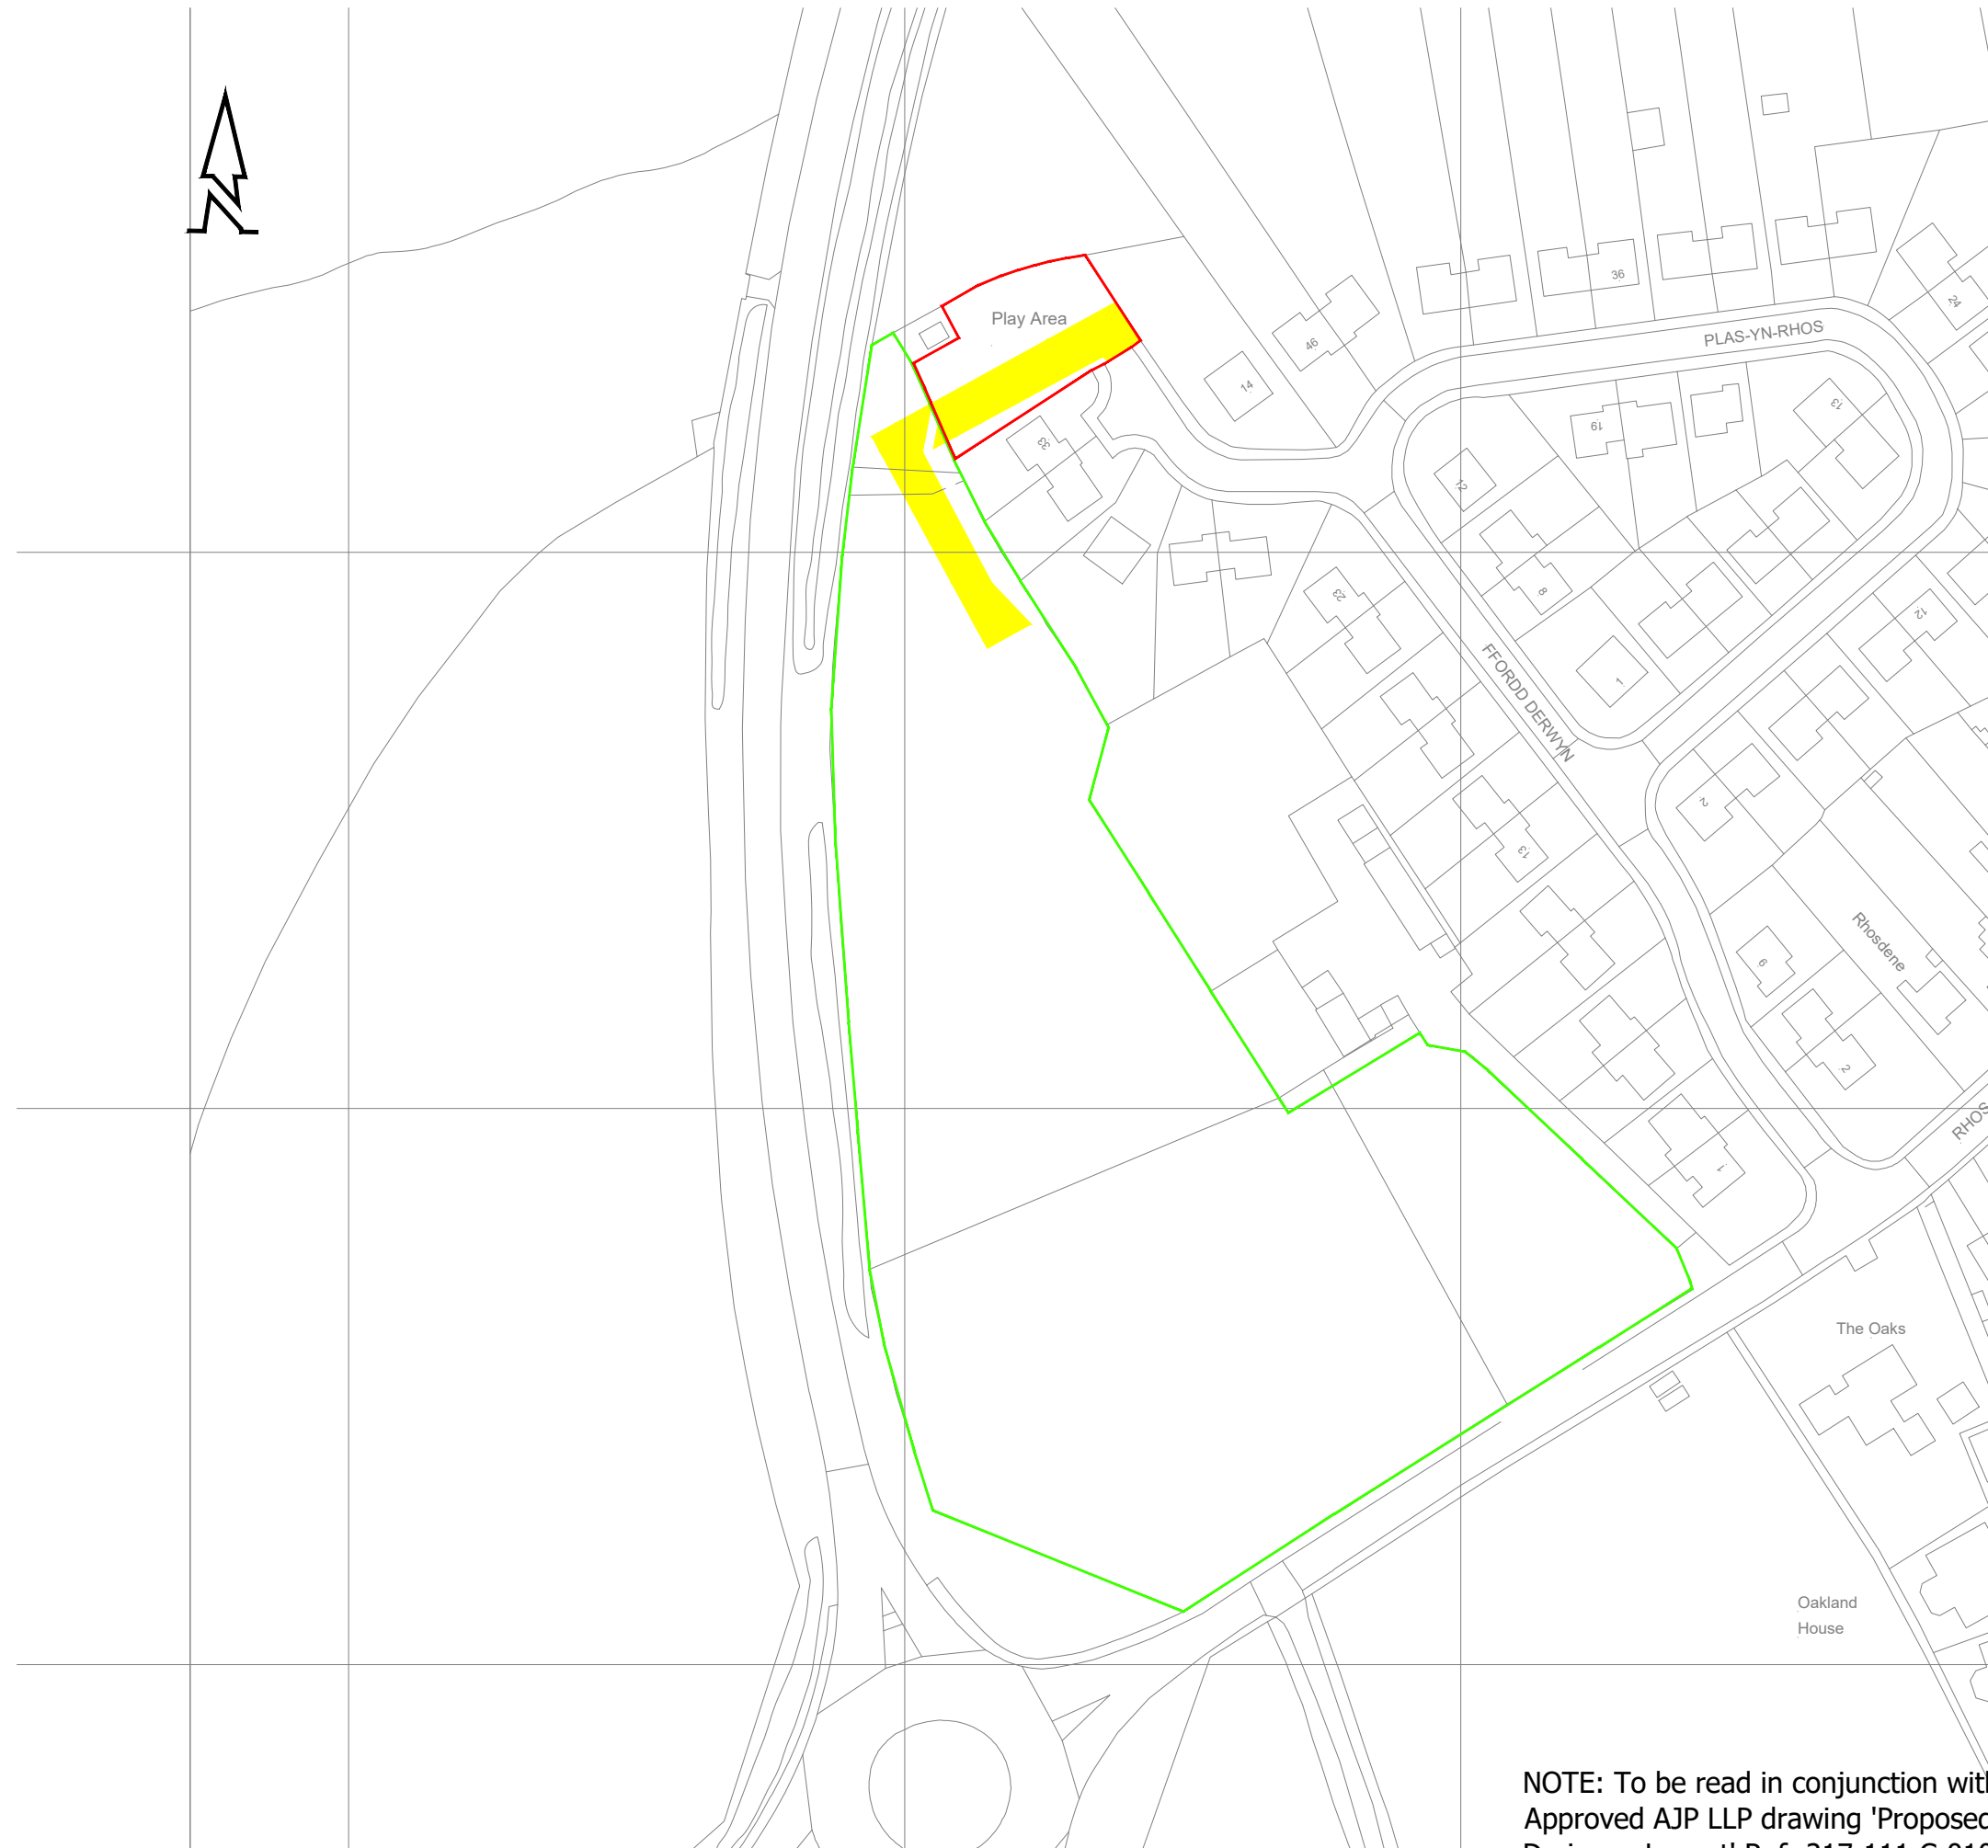 Play Area
36
24
PLAS-YN-RHOS
46
14
33
19
13
12
8
23
1
12
FFORDD DERWYN
2
13
Rhosdene
6
2
1
The Oaks
Oakland
House
NOTE: To be read in conjunction
Approved AJP LLP drawing